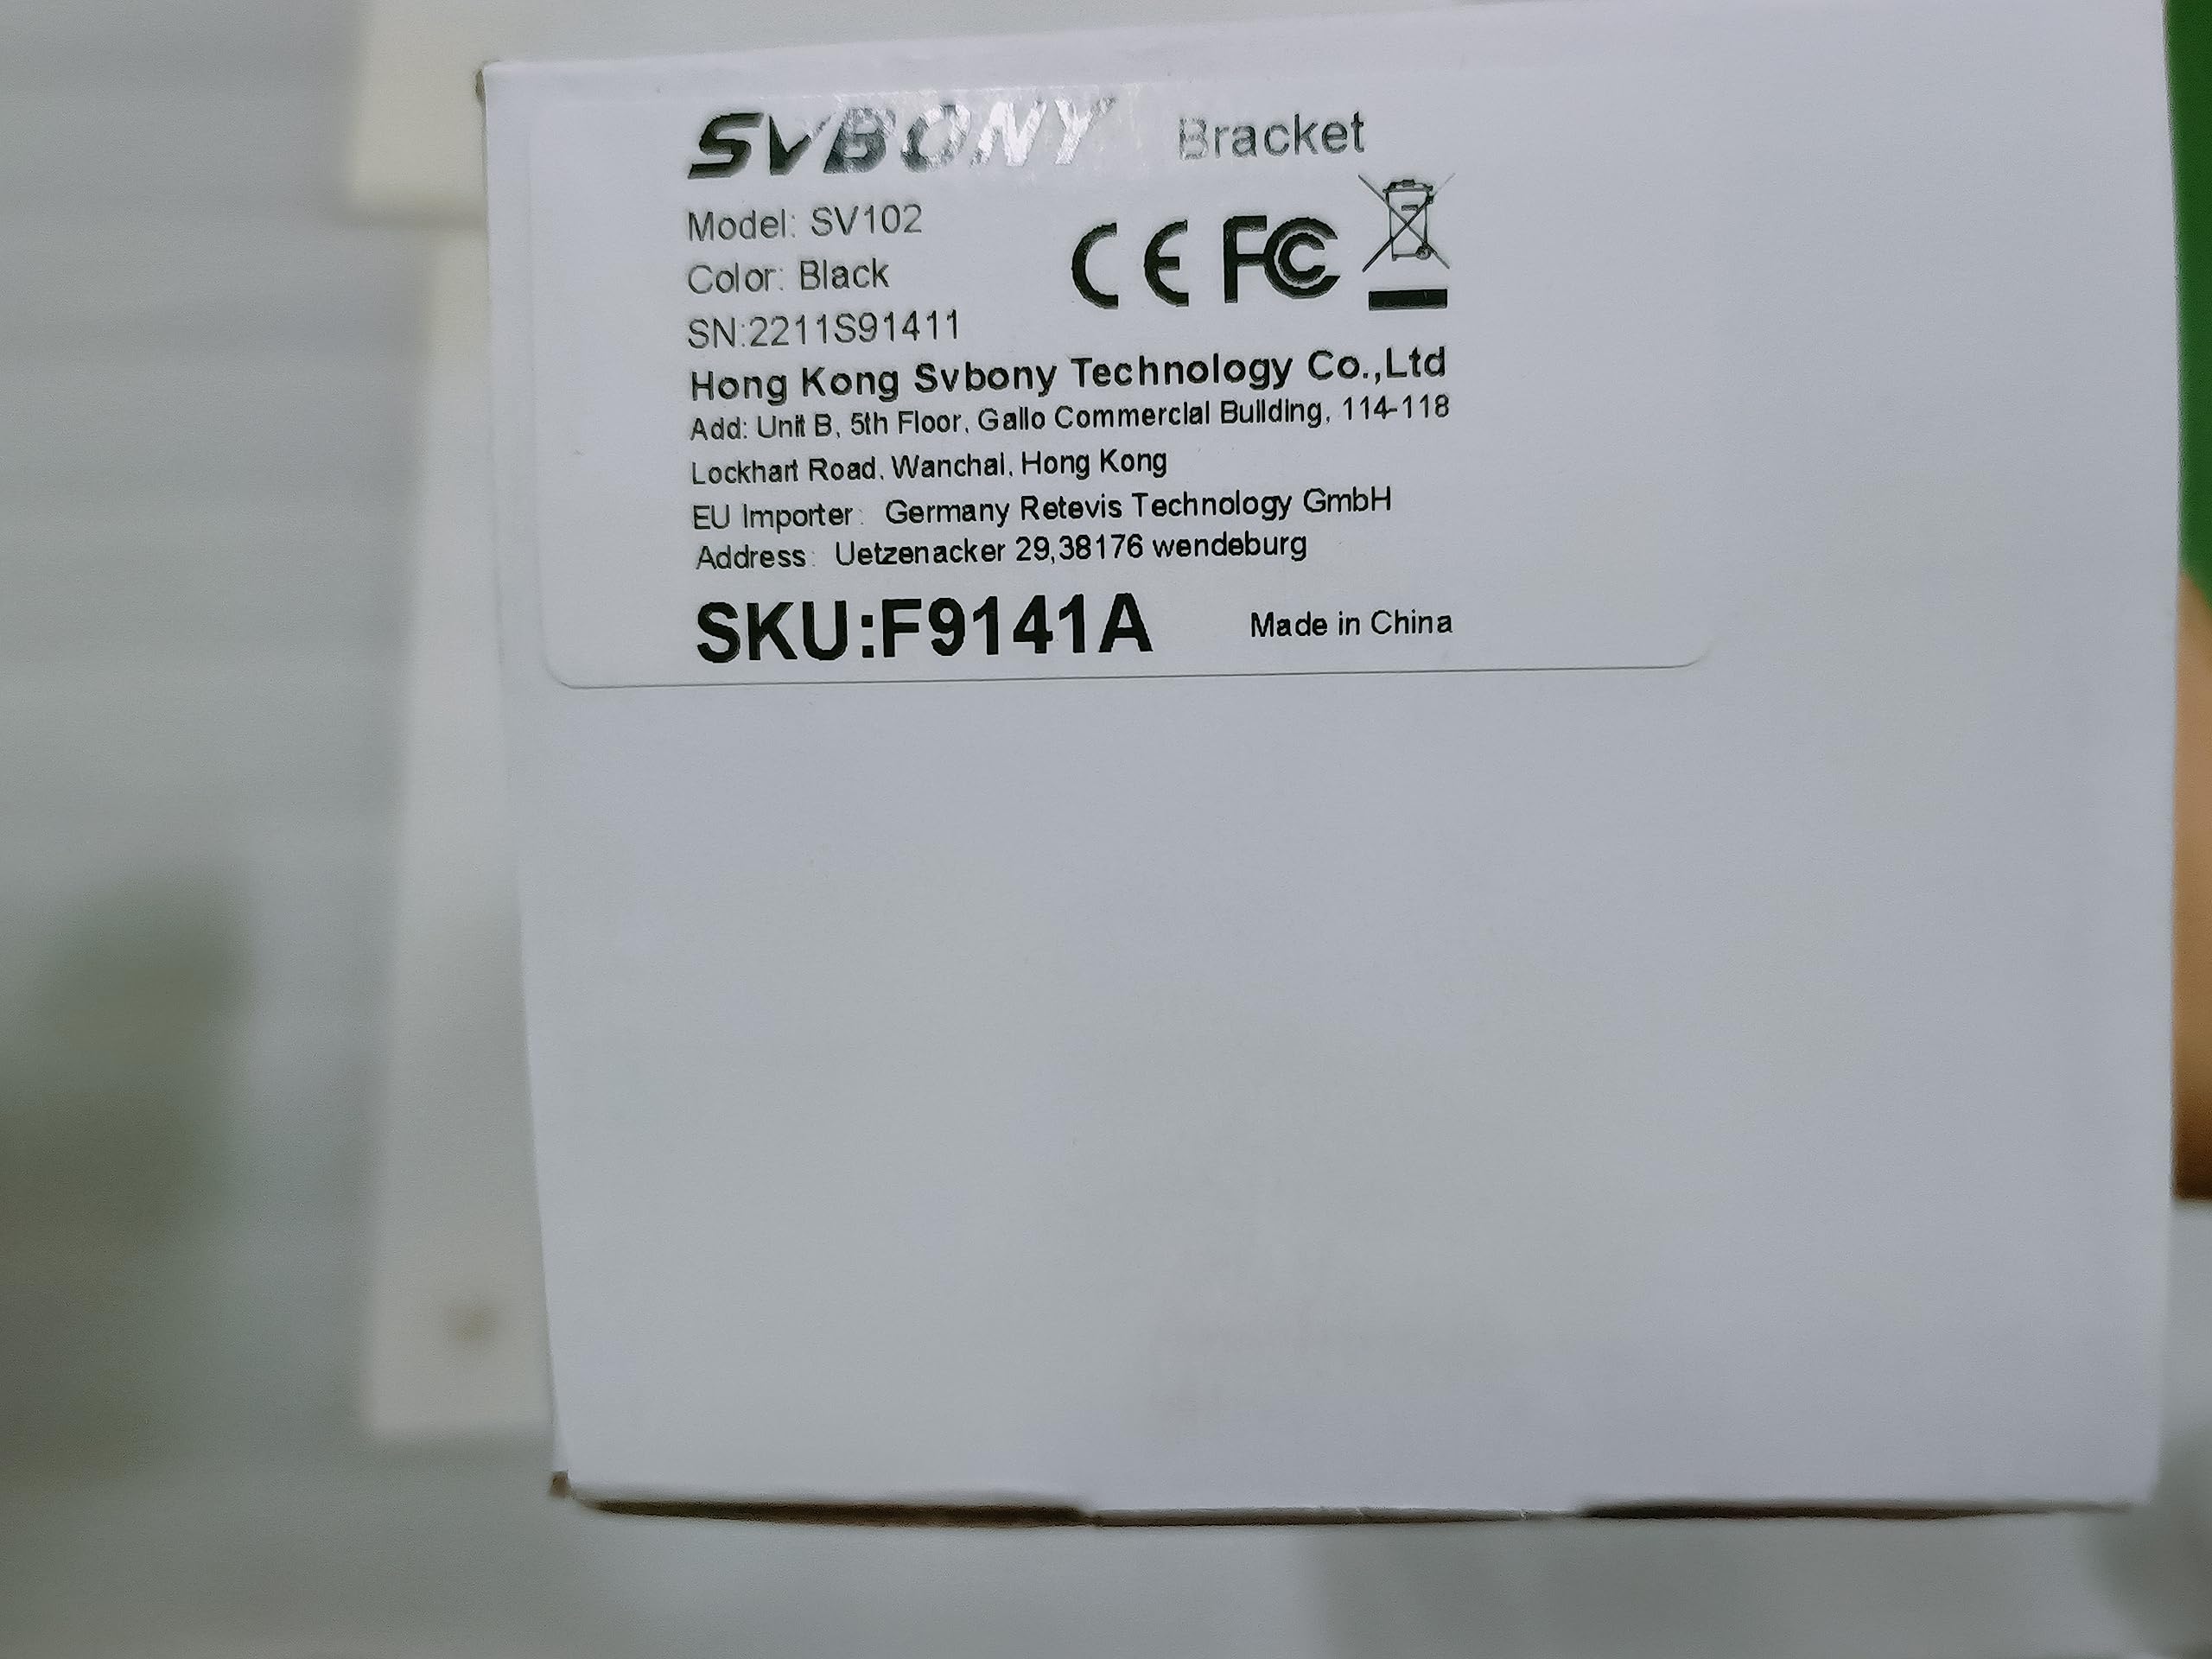 SVBONY Bracket
Model: SV102
Color: Black
CE FC
SN:2211S91411
Hong Kong Svbony Technology Co.,Ltd
Add: Unit B, 5th Floor, Gallo Commercial Building, 114-118
Lockhart Road, Wanchai, Hong Kong
EU Importer: Germany Retevis Technology GmbH
Address: Uetzenacker 29,38176 wendeburg
SKU:F9141A Made in China